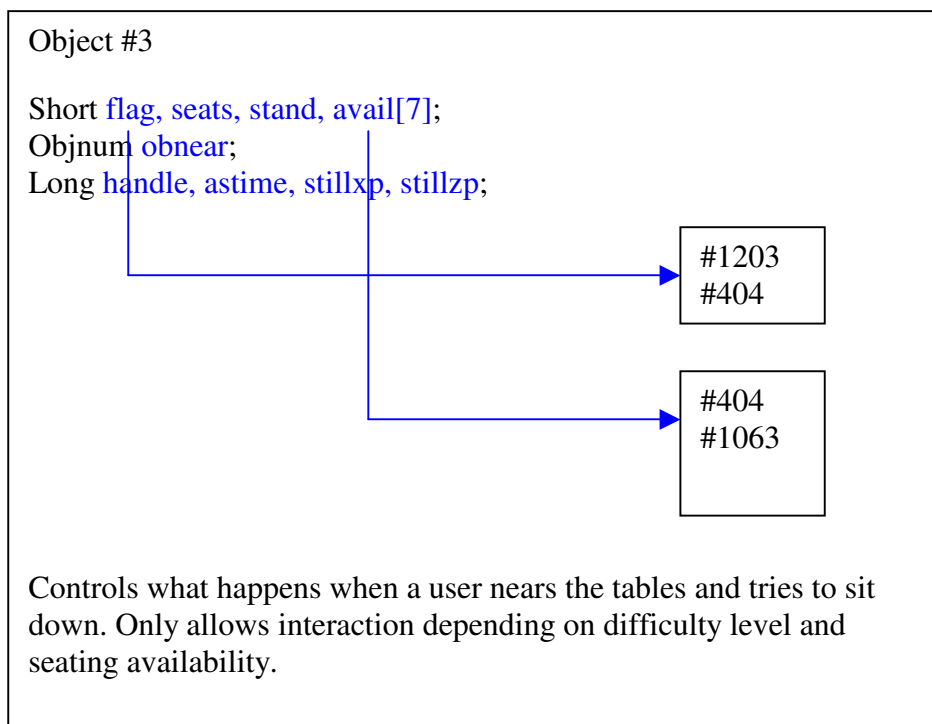 Object #3
Short flag, seats, stand, avail[7];
Objnum obnear;
Long handle, astime, stillxp, stillzp;
#1203
#404
#404
#1063
Controls what happens when a user nears the tables and tries to sit
down. Only allows interaction depending on difficulty level and
seating availability.